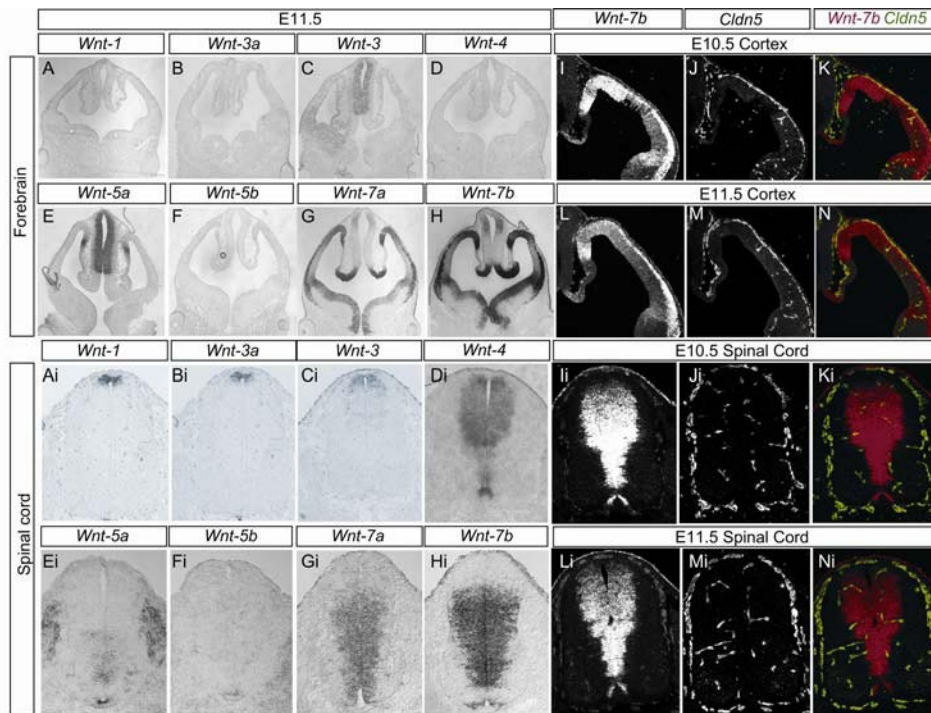 E11.5 Wnt-7b Cldn5 Wnt-7b Cldn5
Wnt-1 Wnt-3a Wnt-3 Wnt-4 E10.5 Cortex
A B C D I J K
Forebrain
Wnt-5a Wnt-5b Wnt-7a Wnt-7b E11.5 Cortex
E F G H L M N
Wnt-1 Wnt-3a Wnt-3 Wnt-4 E10.5 Spinal Cord
Ai Bi Ci Di Ii Ji Ki
Spinal cord
Wnt-5a Wnt-5b Wnt-7a Wnt-7b E11.5 Spinal Cord
Ei Fi Gi Hi Li Mi Ni